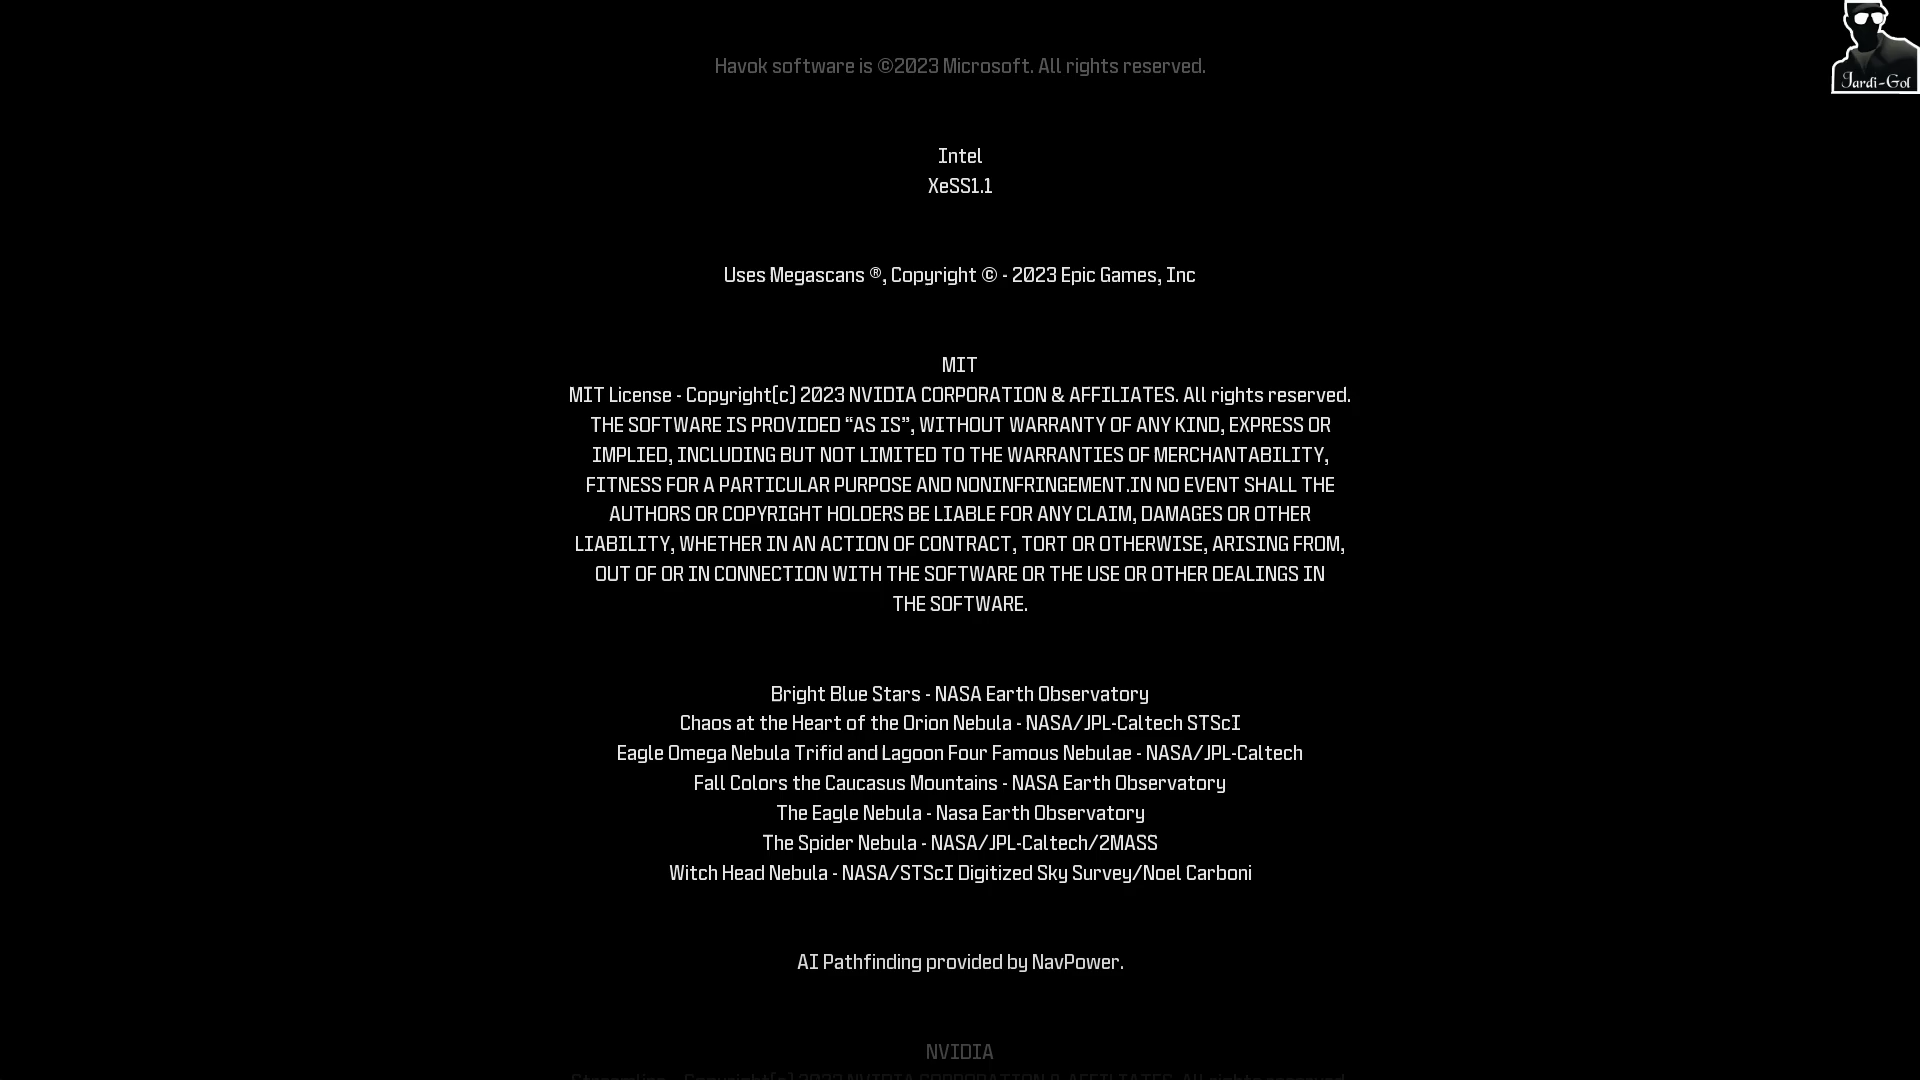 Jardi-Gol
Havok software is ©2023 Microsoft. All rights reserved.
Intel
XeSS1.1
Uses Megascans ®, Copyright © - 2023 Epic Games, Inc
MIT
MIT License - Copyright(c) 2023 NVIDIA CORPORATION & AFFILIATES. All rights reserved.
THE SOFTWARE IS PROVIDED “AS IS”, WITHOUT WARRANTY OF ANY KIND, EXPRESS OR
IMPLIED, INCLUDING BUT NOT LIMITED TO THE WARRANTIES OF MERCHANTABILITY,
FITNESS FOR A PARTICULAR PURPOSE AND NONINFRINGEMENT.IN NO EVENT SHALL THE
AUTHORS OR COPYRIGHT HOLDERS BE LIABLE FOR ANY CLAIM, DAMAGES OR OTHER
LIABILITY, WHETHER IN AN ACTION OF CONTRACT, TORT OR OTHERWISE, ARISING FROM,
OUT OF OR IN CONNECTION WITH THE SOFTWARE OR THE USE OR OTHER DEALINGS IN
THE SOFTWARE.
Bright Blue Stars - NASA Earth Observatory
Chaos at the Heart of the Orion Nebula - NASA/JPL-Caltech STScI
Eagle Omega Nebula Trifid and Lagoon Four Famous Nebulae - NASA/JPL-Caltech
Fall Colors the Caucasus Mountains - NASA Earth Observatory
The Eagle Nebula - Nasa Earth Observatory
The Spider Nebula - NASA/JPL-Caltech/2MASS
Witch Head Nebula - NASA/STScI Digitized Sky Survey/Noel Carboni
AI Pathfinding provided by NavPower.
NVIDIA